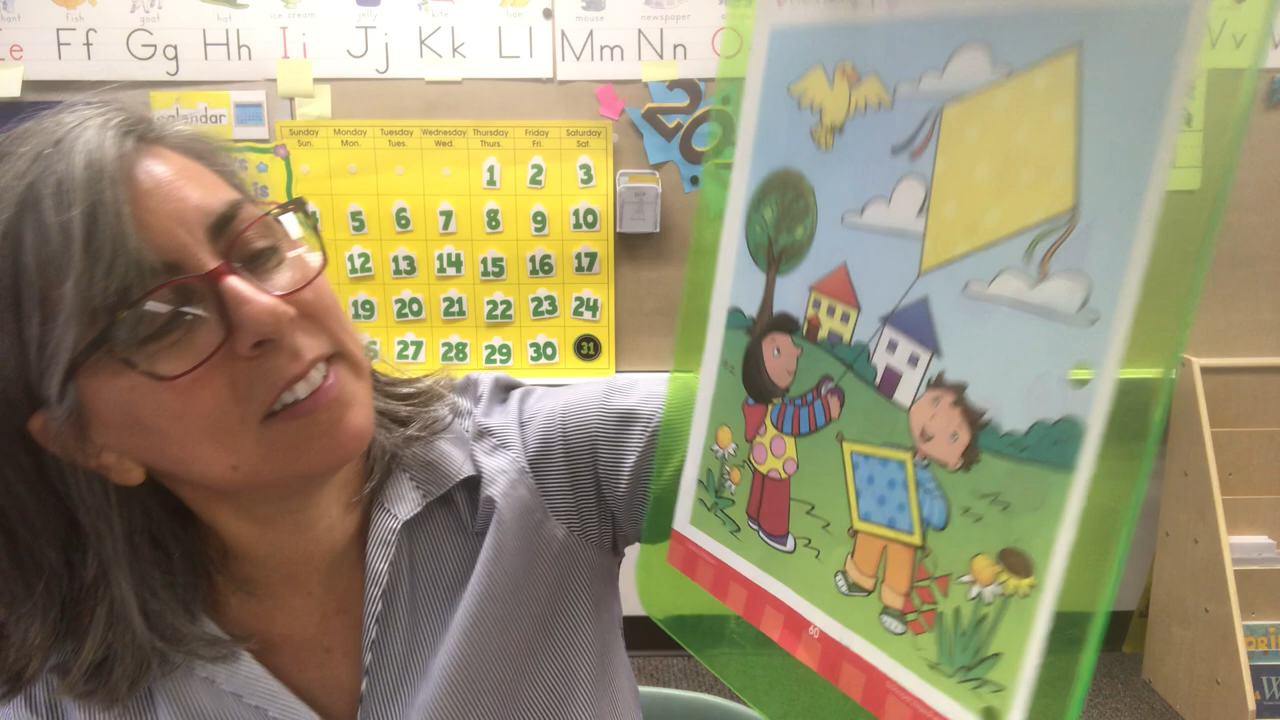 fish goat hat ice cream jelly kite lion mouse newspaper
Ee Ff Gg Hh Ii Jj Kk Ll Mm Nn O Vv
calendar
20
is
Sunday Monday Tuesday Wednesday Thursday Friday Saturday
Sun. Mon. Tues. Wed. Thurs. Fri. Sat.
1 2 3
4 5 6 7 8 9 10
12 13 14 15 16 17
19 20 21 22 23 24
27 28 29 30 31
60